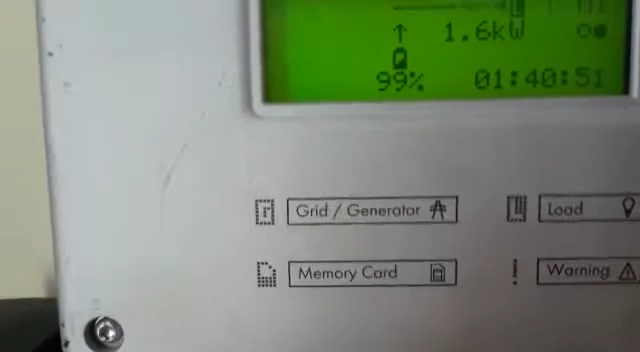 1.6kW
99% 01:40:51
Grid / Generator Load
Memory Card ! Warning